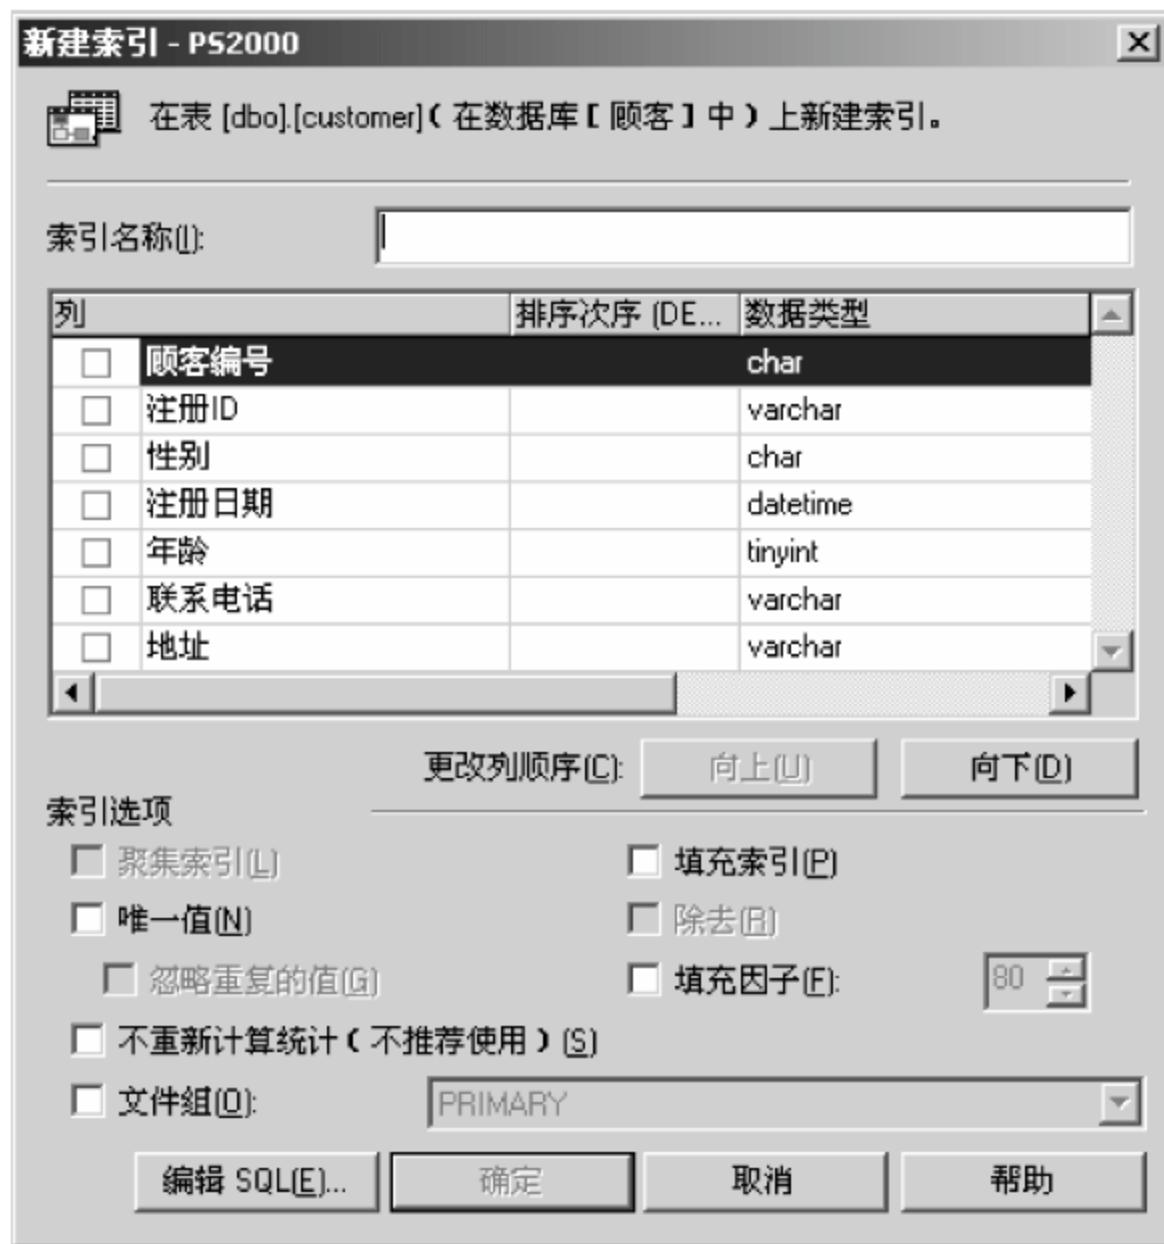 新建索引 - PS2000
在表 [dbo].[customer]（在数据库［顾客］中）上新建索引。
索引名称(I):
列 排序次序 (DE... 数据类型
顾客编号 char
注册ID varchar
性别 char
注册日期 datetime
年龄 tinyint
联系电话 varchar
地址 varchar
更改列顺序(C): 向上(U) 向下(D)
索引选项
聚集索引(L) 填充索引(P)
唯一值(N) 除去(R)
忽略重复的值(G) 填充因子(F): 80
不重新计算统计（不推荐使用）(S)
文件组(O): PRIMARY
编辑 SQL(E)... 确定 取消 帮助